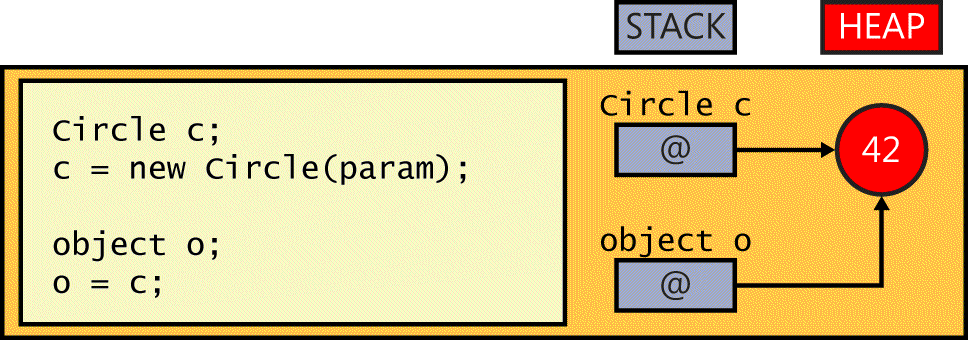 STACK
HEAP
Circle c;
c = new Circle(param);
object o;
o = c;
Circle c
@
42
object o
@